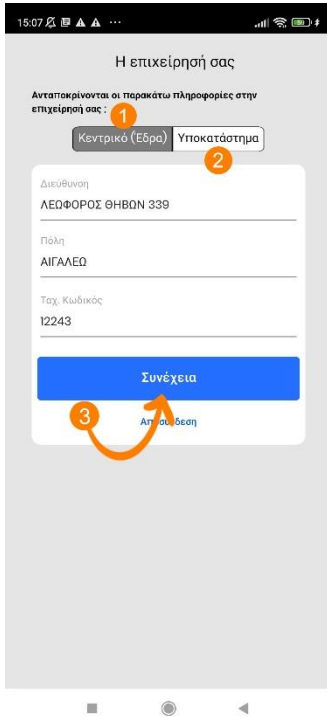 15:07
Η επιχείρησή σας
Ανταποκρίνονται οι παρακάτω πληροφορίες στην
επιχείρησή σας :
1
Κεντρικό (Έδρα) Υποκατάστημα
2
Διεύθυνση
ΛΕΩΦΟΡΟΣ ΘΗΒΩΝ 339
Πόλη
ΑΙΓΑΛΕΩ
Ταχ. Κωδικός
12243
Συνέχεια
3
Αποσύνδεση